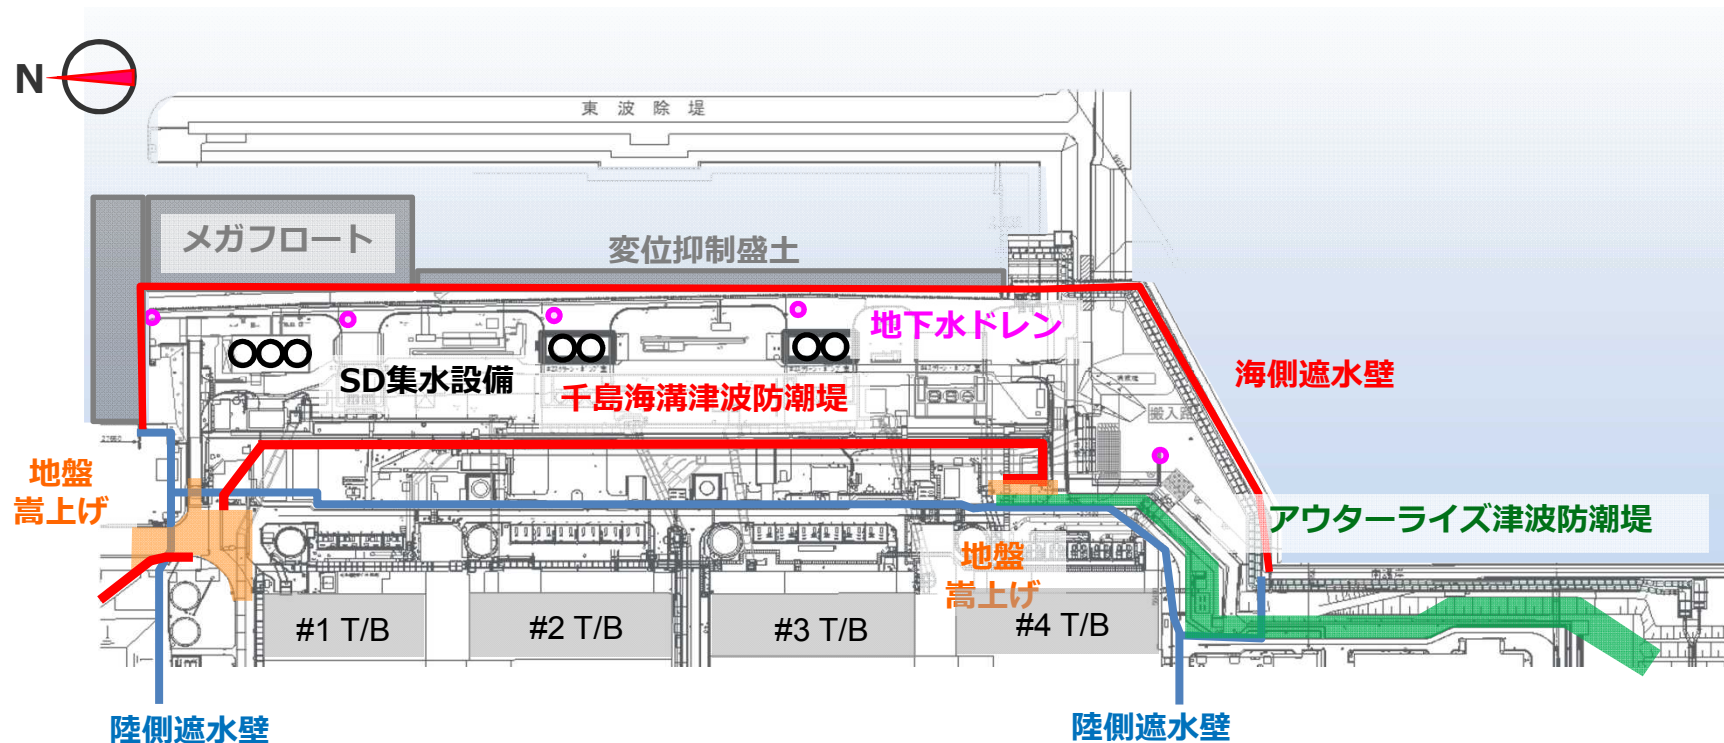 N
東波除堤
メガフロート
変位抑制盛土
地下水ドレン
海側遮水壁
SD集水設備
千島海溝津波防潮堤
搬入路
地盤
嵩上げ
アウターライズ津波防潮堤
地盤
嵩上げ
#1 T/B
#2 T/B
#3 T/B
#4 T/B
陸側遮水壁
陸側遮水壁